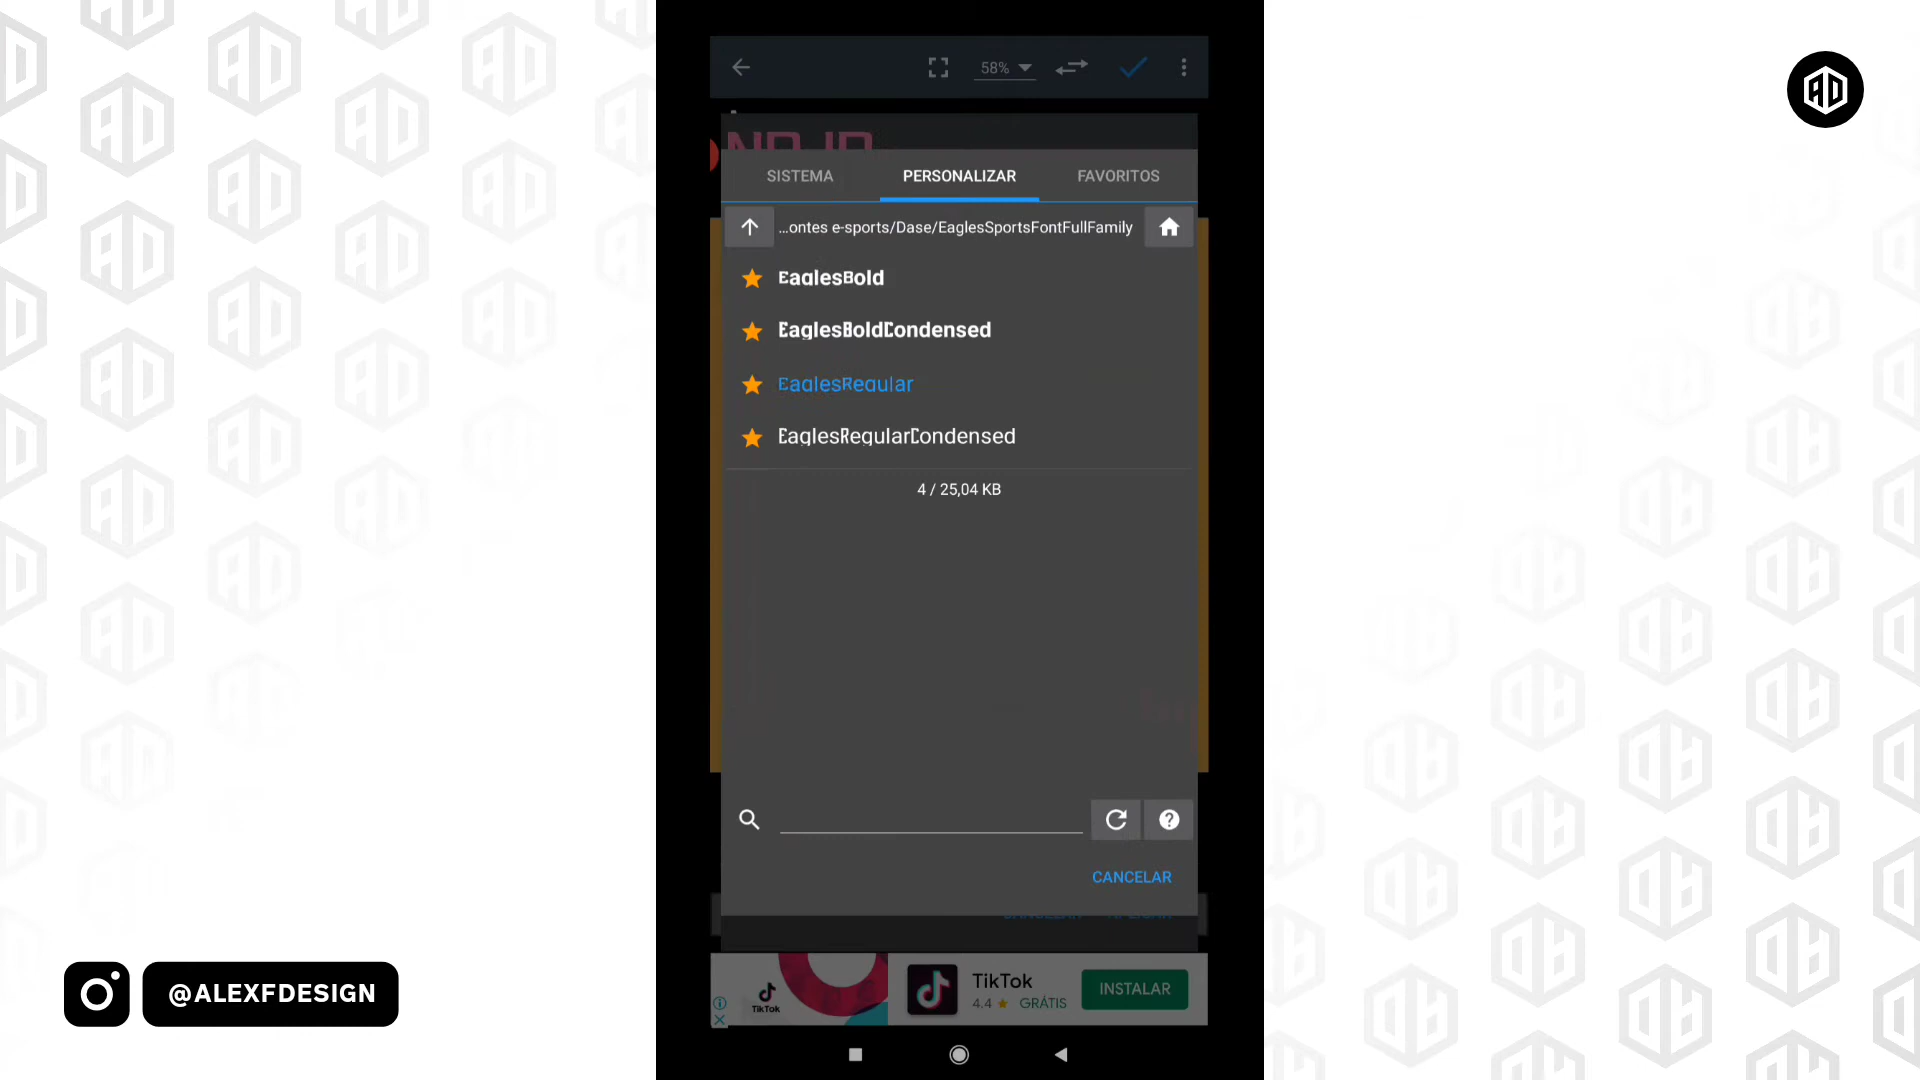 58%
SISTEMA
PERSONALIZAR
FAVORITOS
...ontes e-sports/Dase/EaglesSportsFontFullFamily
EaglesBold
EaglesBoldCondensed
EaglesRegular
EaglesRegularCondensed
4 / 25,04 KB
CANCELAR
TikTok
TikTok
4.4 ★ GRÁTIS
INSTALAR
@ALEXFDESIGN
AD